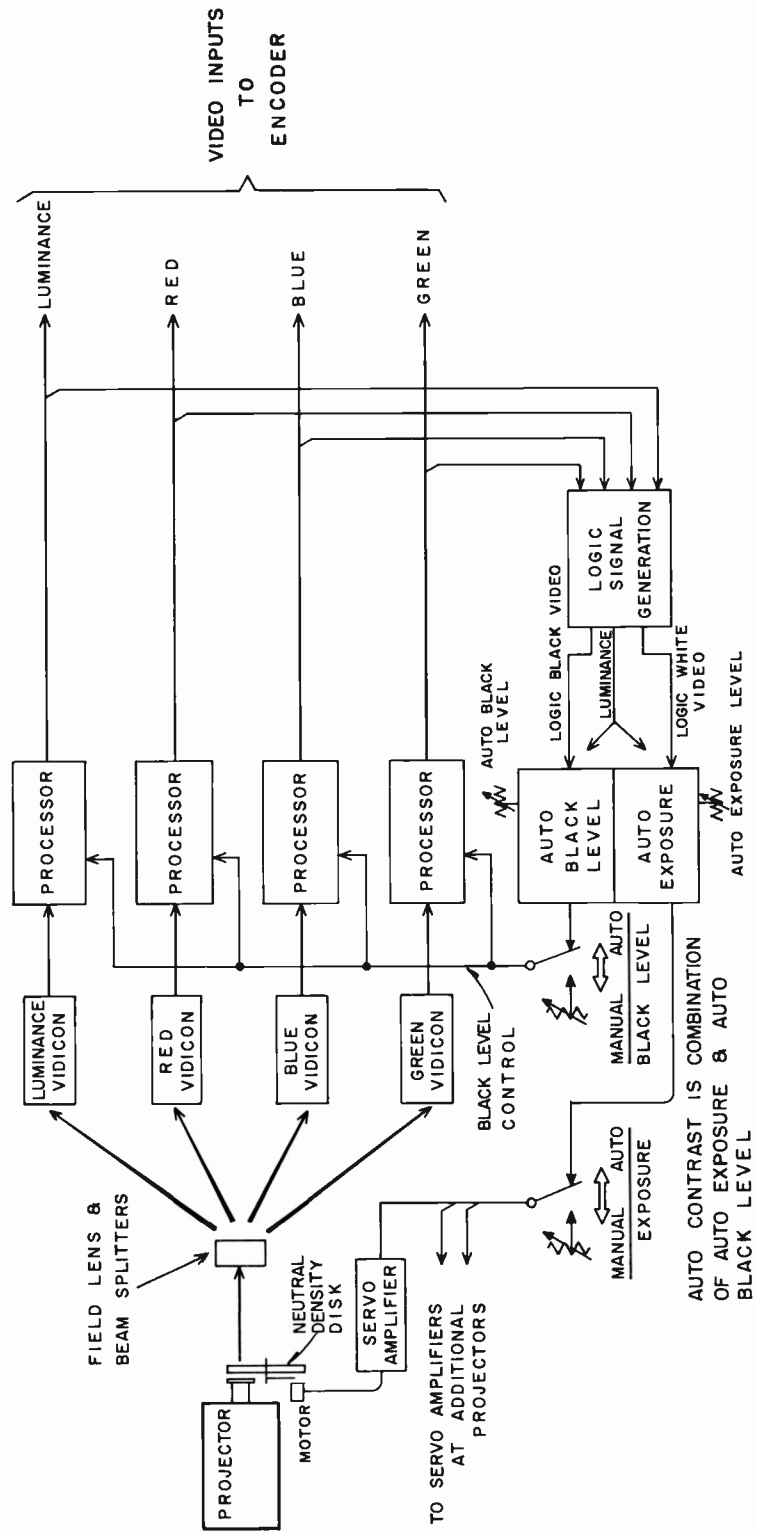 FIELD LENS &
BEAM SPLITTERS
PROJECTOR
MOTOR
NEUTRAL
DENSITY
DISK
SERVO
AMPLIFIER
TO SERVO AMPLIFIERS
AT ADDITIONAL
PROJECTORS
LUMINANCE
VIDICON
RED
VIDICON
BLUE
VIDICON
GREEN
VIDICON
PROCESSOR
PROCESSOR
PROCESSOR
PROCESSOR
LUMINANCE
RED
BLUE
GREEN
VIDEO INPUTS
TO
ENCODER
BLACK LEVEL
CONTROL
MANUAL AUTO
EXPOSURE
MANUAL AUTO
BLACK LEVEL
AUTO BLACK
LEVEL
AUTO
BLACK
LEVEL
AUTO
EXPOSURE
AUTO EXPOSURE LEVEL
LOGIC BLACK VIDEO
LUMINANCE
LOGIC WHITE
VIDEO
LOGIC
SIGNAL
GENERATION
AUTO CONTRAST IS COMBINATION
OF AUTO EXPOSURE & AUTO
BLACK LEVEL